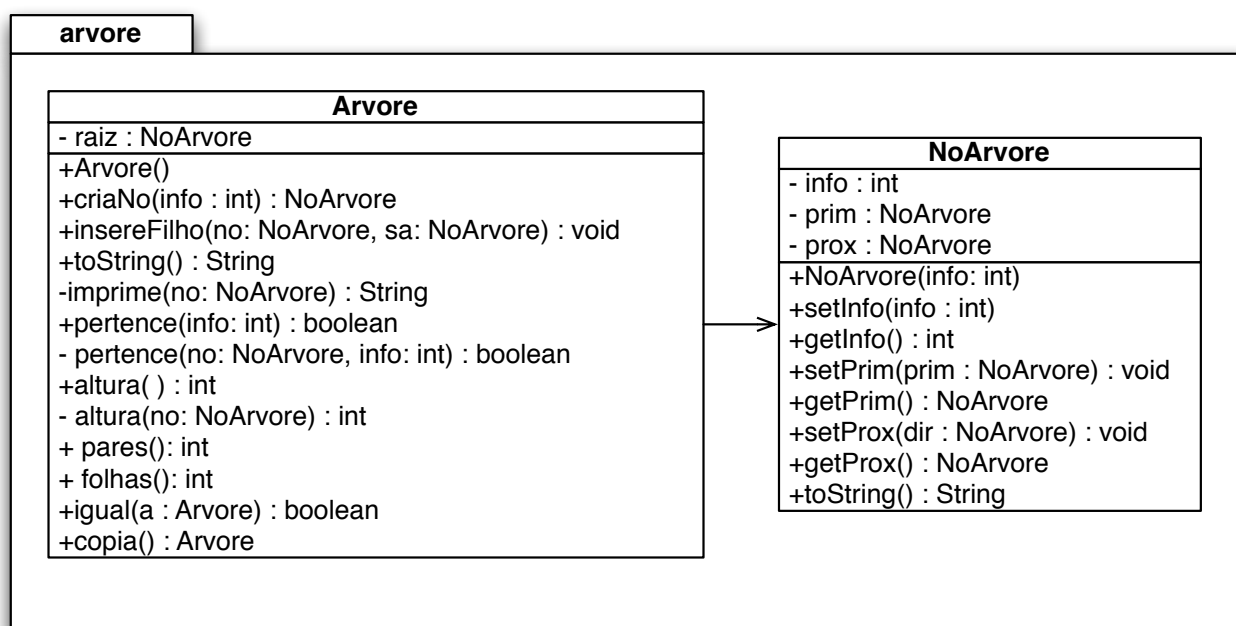 arvore
Arvore
- raiz : NoArvore
+Arvore()
+criaNo(info : int) : NoArvore
+insereFilho(no: NoArvore, sa: NoArvore) : void
+toString() : String
-imprime(no: NoArvore) : String
+pertence(info: int) : boolean
- pertence(no: NoArvore, info: int) : boolean
+altura( ) : int
- altura(no: NoArvore) : int
+ pares(): int
+ folhas(): int
+igual(a : Arvore) : boolean
+copia() : Arvore
NoArvore
- info : int
- prim : NoArvore
- prox : NoArvore
+NoArvore(info: int)
+setInfo(info : int)
+getInfo() : int
+setPrim(prim : NoArvore) : void
+getPrim() : NoArvore
+setProx(dir : NoArvore) : void
+getProx() : NoArvore
+toString() : String